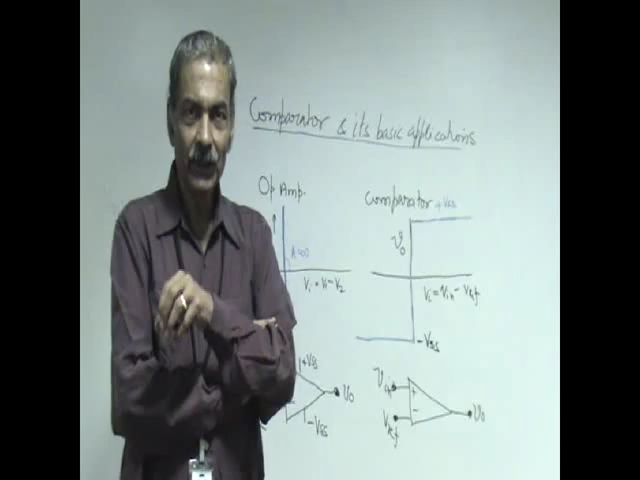 Comparator & its basic applications
Op Amp.
Comparator
+VSS
A=∞
V0
Vi = V1 - V2
Vi = Vin - VRef
-VSS
+VSS
V0
-VSS
Vin
+
-
VRef
V0